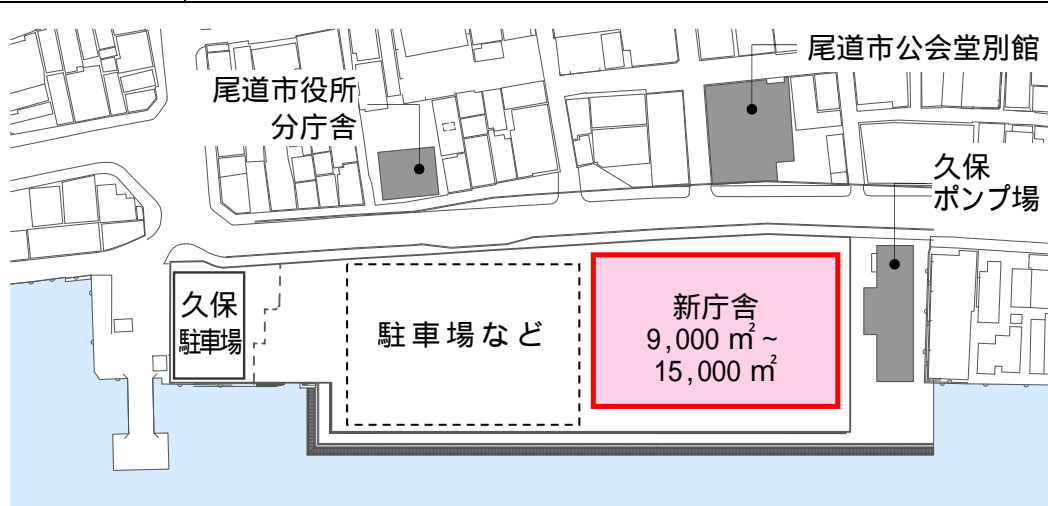 尾道市公会堂別館
尾道市役所
分庁舎
久保
ポンプ場
久保
駐車場
駐車場など
新庁舎
9,000 ㎡~
15,000 ㎡